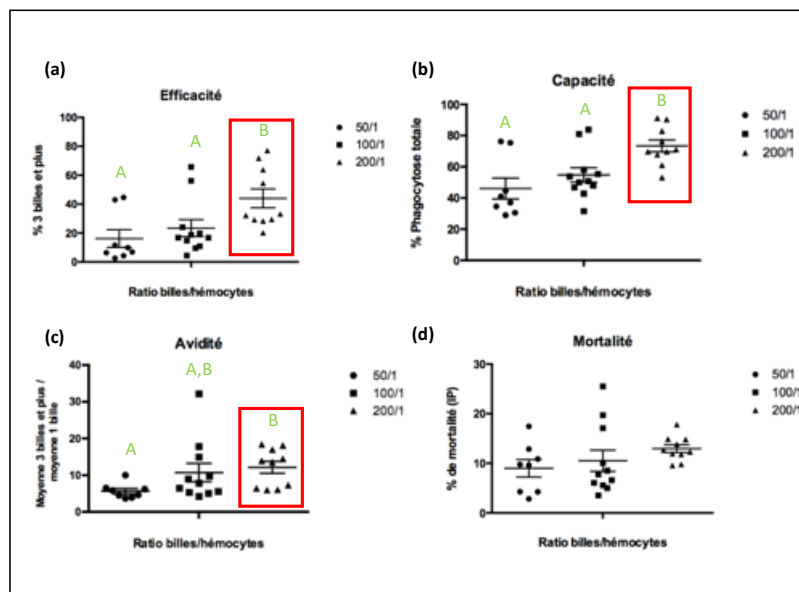 (a)
Efficacité
% 3 billes et plus
100
80
60
40
20
0
A
A
B
50/1
100/1
200/1
Ratio billes/hémocytes
(b)
Capacité
% Phagocytose totale
100
80
60
40
20
0
A
A
B
50/1
100/1
200/1
Ratio billes/hémocytes
(c)
Avidité
Moyenne 3 billes et plus /
moyenne 1 bille
40
30
20
10
0
A
A,B
B
50/1
100/1
200/1
Ratio billes/hémocytes
(d)
Mortalité
% de mortalité (IP)
30
20
10
0
50/1
100/1
200/1
Ratio billes/hémocytes